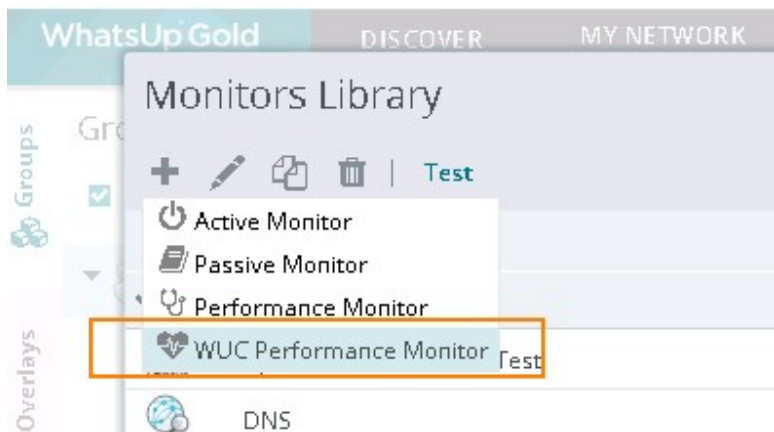 WhatsUp Gold DISCOVER MY NETWORK
Monitors Library
Gro
Groups
Test
Active Monitor
Passive Monitor
Performance Monitor
WUC Performance Monitor
Test
Overlays
DNS